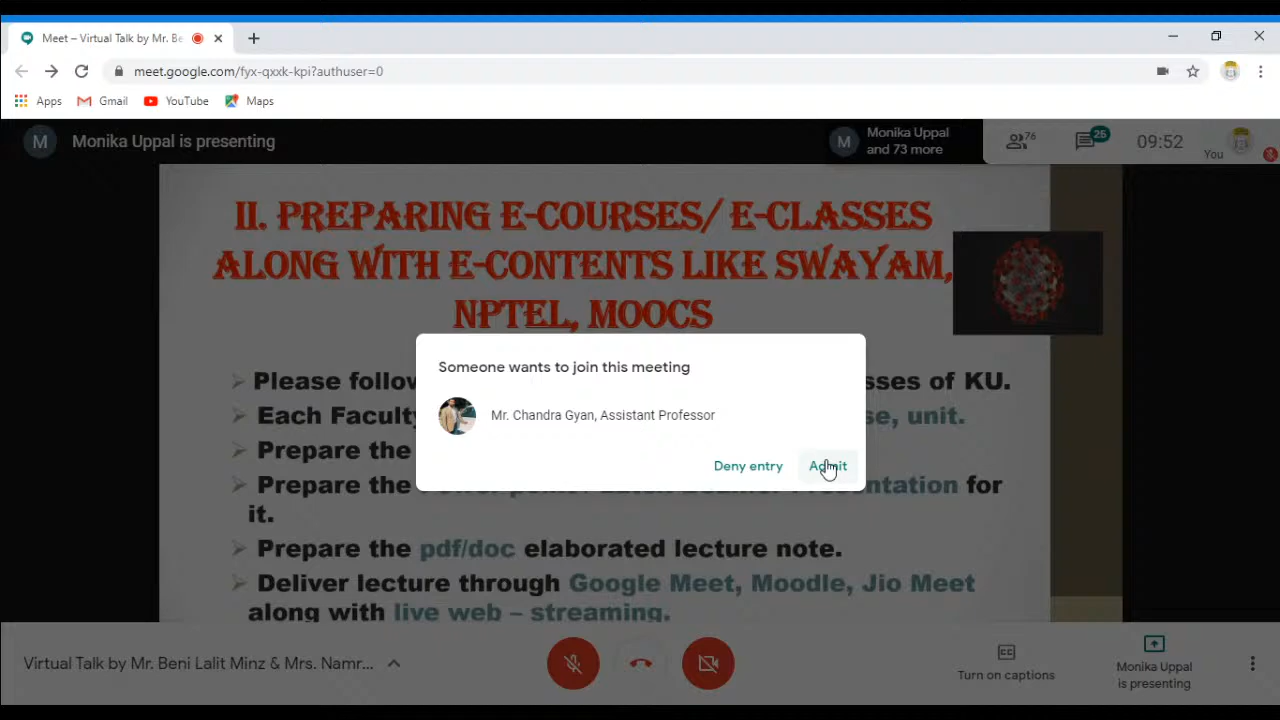 Meet – Virtual Talk by Mr. Be
meet.google.com/fyx-qxxk-kpi?authuser=0
Apps Gmail YouTube Maps
M Monika Uppal is presenting
M Monika Uppal
and 73 more
76
25
09:52
You
II. PREPARING E-COURSES/ E-CLASSES
ALONG WITH E-CONTENTS LIKE SWAYAM,
NPTEL, MOOCS
Someone wants to join this meeting
Mr. Chandra Gyan, Assistant Professor
Deny entry Admit
Please of KU.
Each unit.
Prepare the
Prepare the for
it.
Prepare the pdf/doc elaborated lecture note.
Deliver lecture through Google Meet, Moodle, Jio Meet
along with live web – streaming.
Virtual Talk by Mr. Beni Lalit Minz & Mrs. Namr...
CC
Turn on captions
Monika Uppal
is presenting